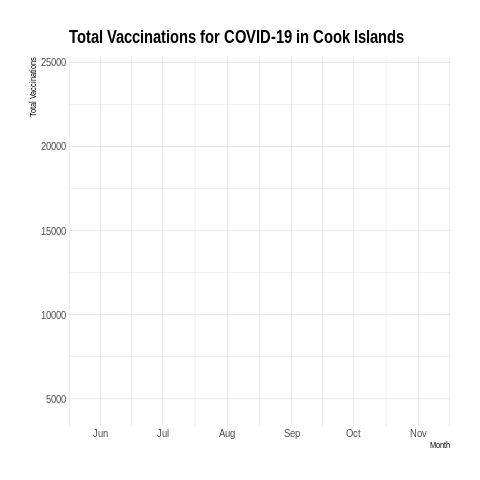 Total Vaccinations for COVID-19 in Cook Islands
Total Vaccinations
25000
20000
15000
10000
5000
Jun Jul Aug Sep Oct Nov
Month